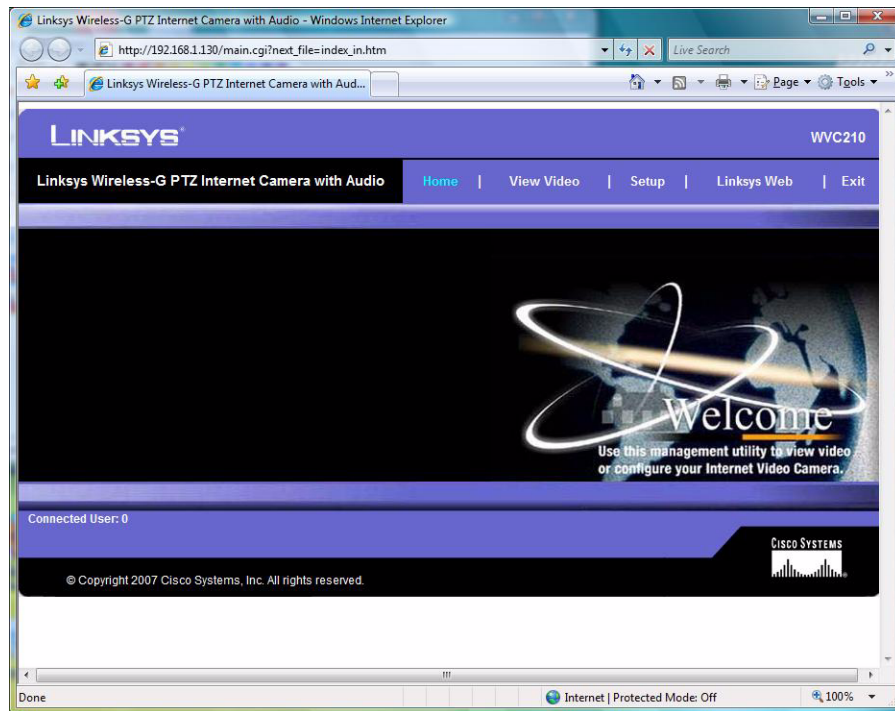 Linksys Wireless-G PTZ Internet Camera with Audio - Windows Internet Explorer
http://192.168.1.130/main.cgi?next_file=index_in.htm
Live Search
Linksys Wireless-G PTZ Internet Camera with Aud...
Page
Tools
LINKSYS®
WVC210
Linksys Wireless-G PTZ Internet Camera with Audio
Home | View Video | Setup | Linksys Web | Exit
Welcome
Use this management utility to view video
or configure your Internet Video Camera.
Connected User: 0
CISCO SYSTEMS
© Copyright 2007 Cisco Systems, Inc. All rights reserved.
Done
Internet | Protected Mode: Off
100%